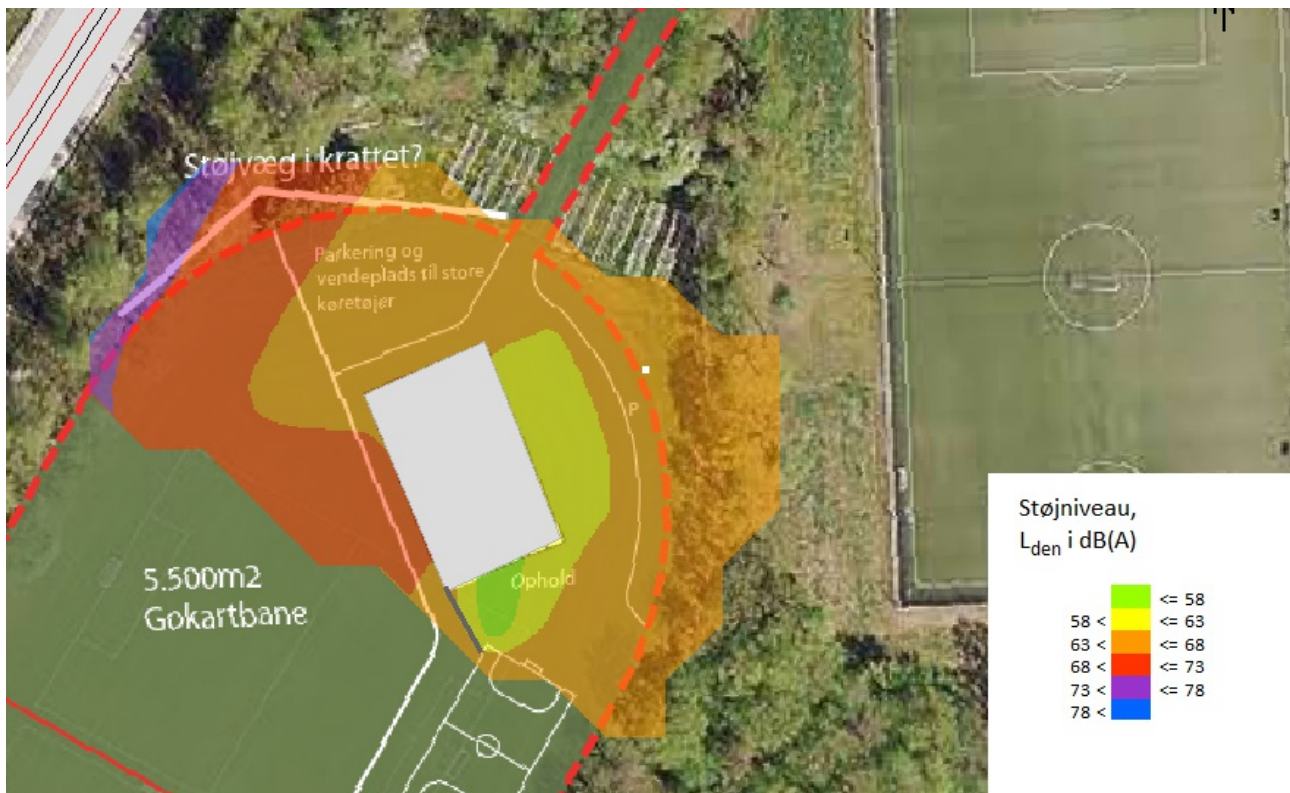 Støjvæg i krattet?
Parkering og
vendeplads til store
køretøjer
P
Ophold
5.500m2
Gokartbane
Støjniveau,
Lden i dB(A)
<= 58
58 < <= 63
63 < <= 68
68 < <= 73
73 < <= 78
78 <